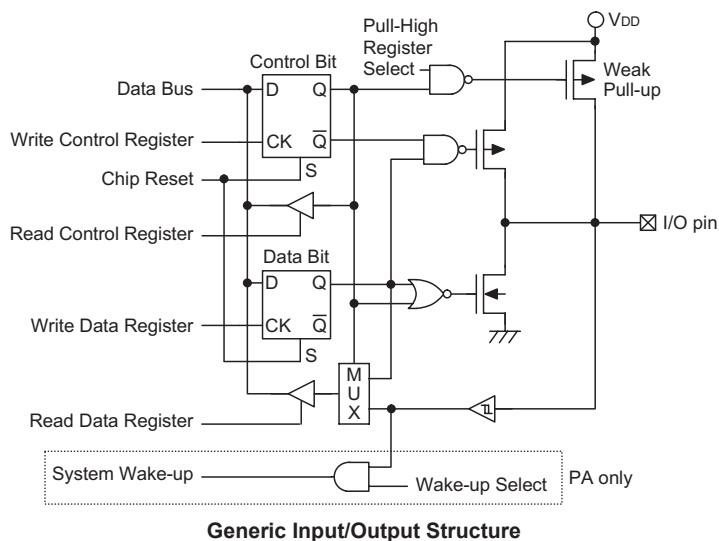 VDD
Pull-High
Register
Select
Control Bit
Weak
Pull-up
Data Bus
D
Q
Write Control Register
CK
Q
Chip Reset
S
I/O pin
Read Control Register
Data Bit
D
Q
Write Data Register
CK
Q
S
M
U
X
Read Data Register
System Wake-up
Wake-up Select
PA only
Generic Input/Output Structure